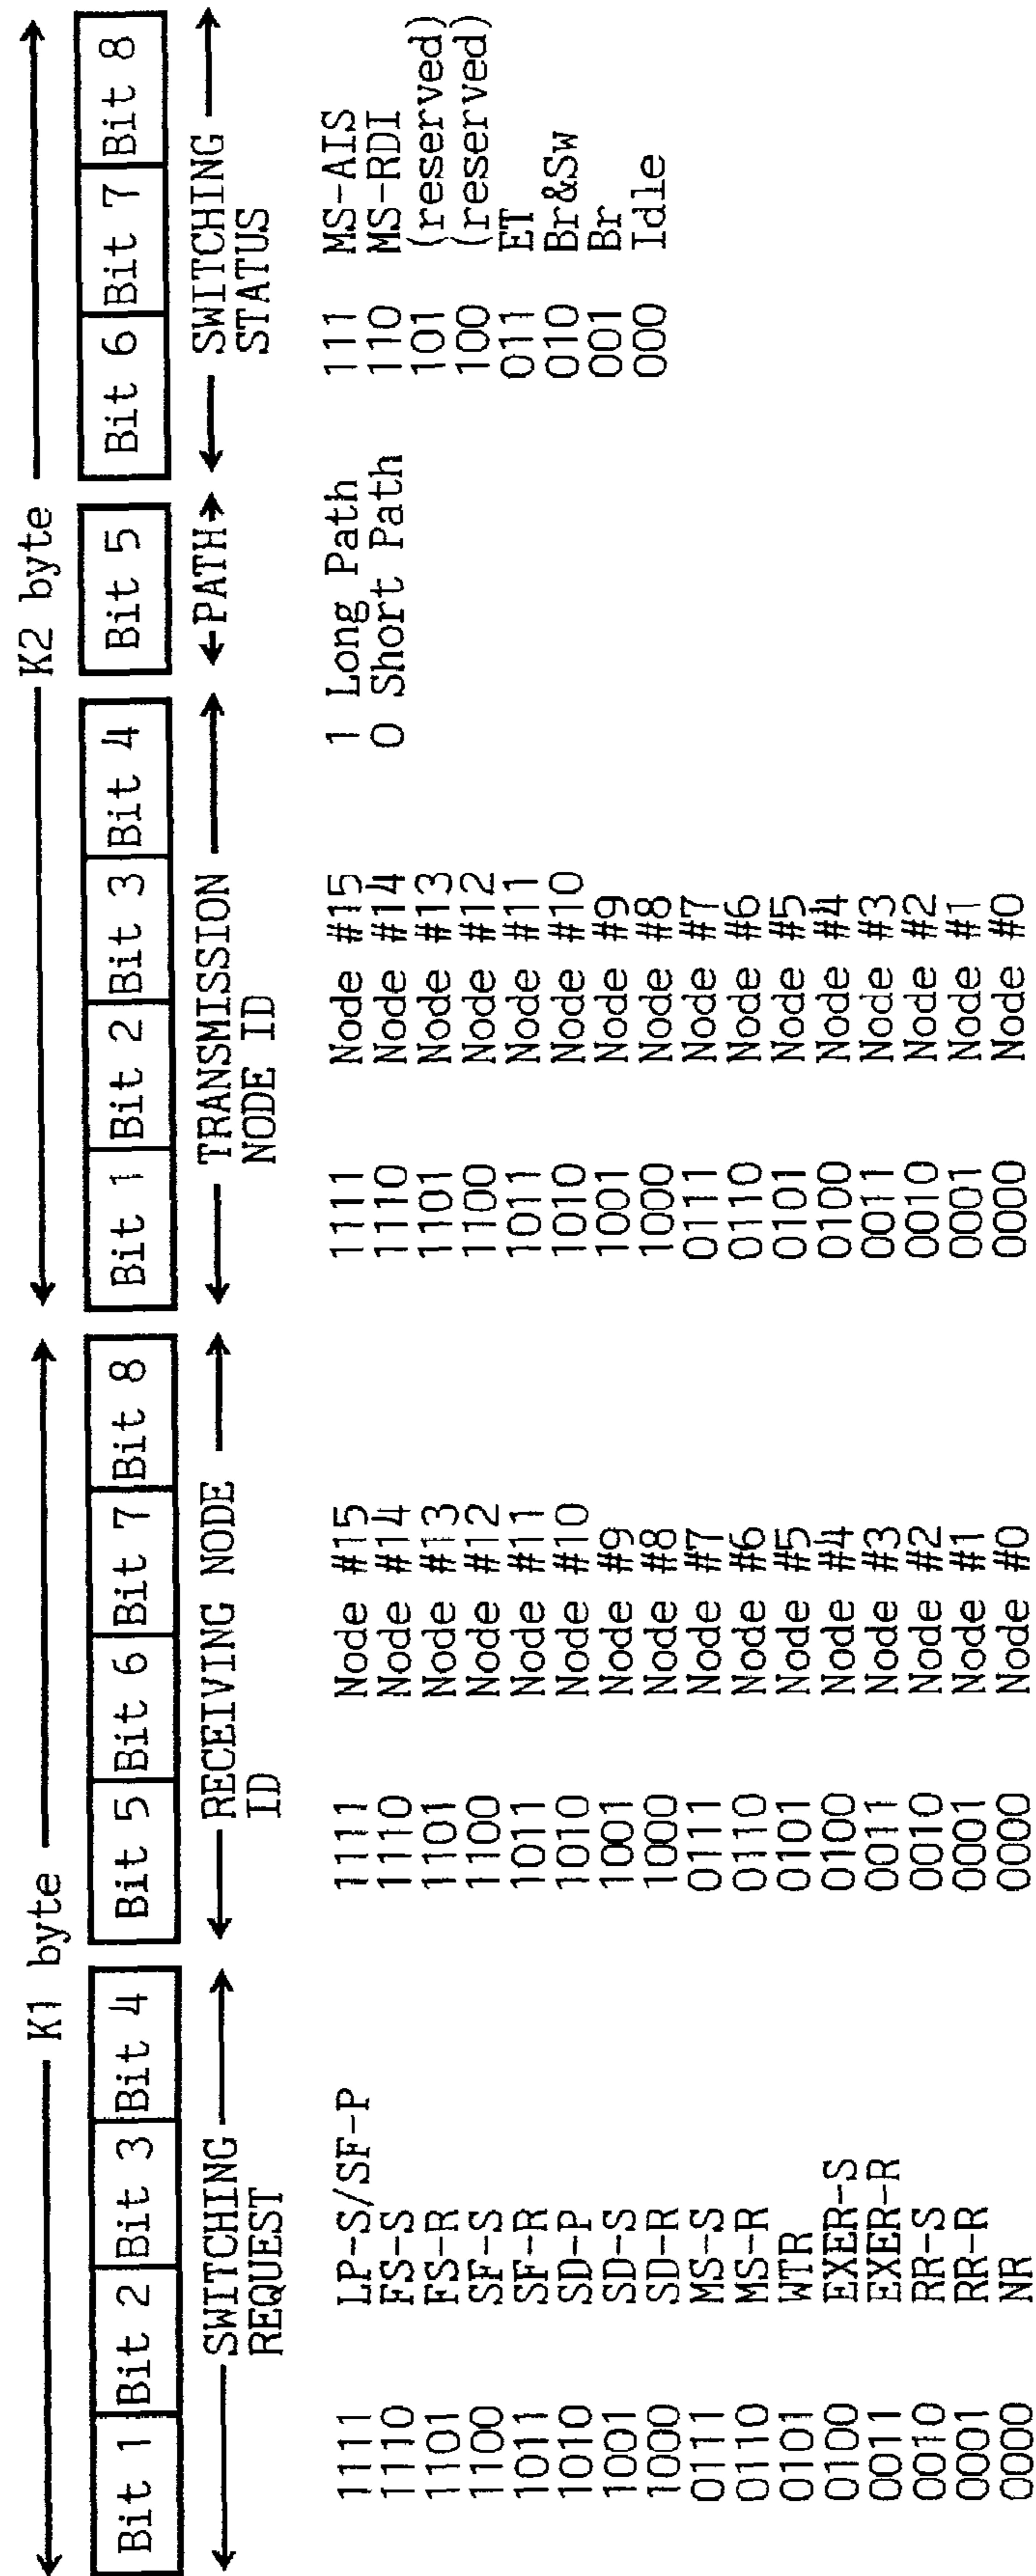 K1 byte K2 byte
Bit 1 Bit 2 Bit 3 Bit 4 Bit 5 Bit 6 Bit 7 Bit 8 Bit 1 Bit 2 Bit 3 Bit 4 Bit 5 Bit 6 Bit 7 Bit 8
SWITCHING REQUEST
RECEIVING NODE ID
TRANSMISSION NODE ID
PATH
SWITCHING STATUS
1111 LP-S/SF-P
1110 FS-S
1101 FS-R
1100 SF-S
1011 SF-R
1010 SD-P
1001 SD-S
1000 SD-R
0111 MS-S
0110 MS-R
0101 WTR
0100 EXER-S
0011 EXER-R
0010 RR-S
0001 RR-R
0000 NR
1111 Node #15
1110 Node #14
1101 Node #13
1100 Node #12
1011 Node #11
1010 Node #10
1001 Node #9
1000 Node #8
0111 Node #7
0110 Node #6
0101 Node #5
0100 Node #4
0011 Node #3
0010 Node #2
0001 Node #1
0000 Node #0
1111 Node #15
1110 Node #14
1101 Node #13
1100 Node #12
1011 Node #11
1010 Node #10
1001 Node #9
1000 Node #8
0111 Node #7
0110 Node #6
0101 Node #5
0100 Node #4
0011 Node #3
0010 Node #2
0001 Node #1
0000 Node #0
1 Long Path
0 Short Path
111 MS-AIS
110 MS-RDI
101 (reserved)
100 (reserved)
011 ET
010 Br&Sw
001 Br
000 Idle